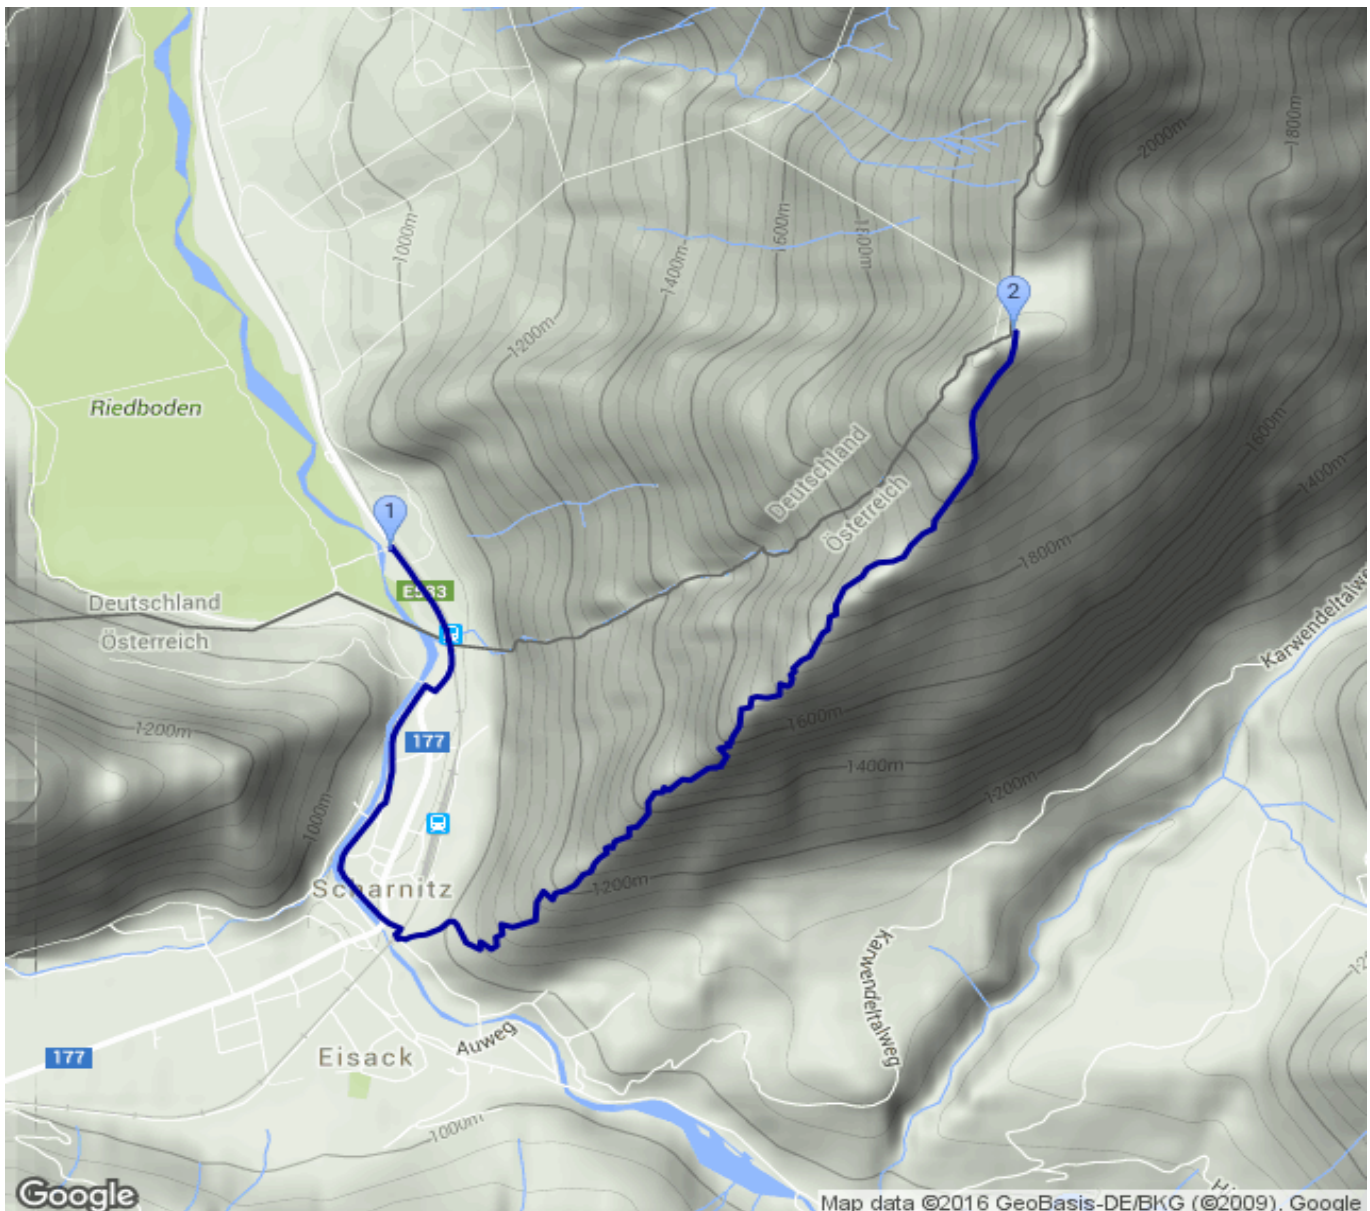 2000m
1800m
1000m
1600m
1800m
1400m
2
1200m
Riedboden
1600m
Deutschland
1400m
Österreich
1
1800m
E533
Deutschland
Österreich
Karwendeltalweg
1200m
1600m
177
1400m
1200m
1000m
Scharnitz
1200m
Karwendeltalweg
177
Eisack
Auweg
1000m
Google
Map data ©2016 GeoBasis-DE/BKG (©2009), Google